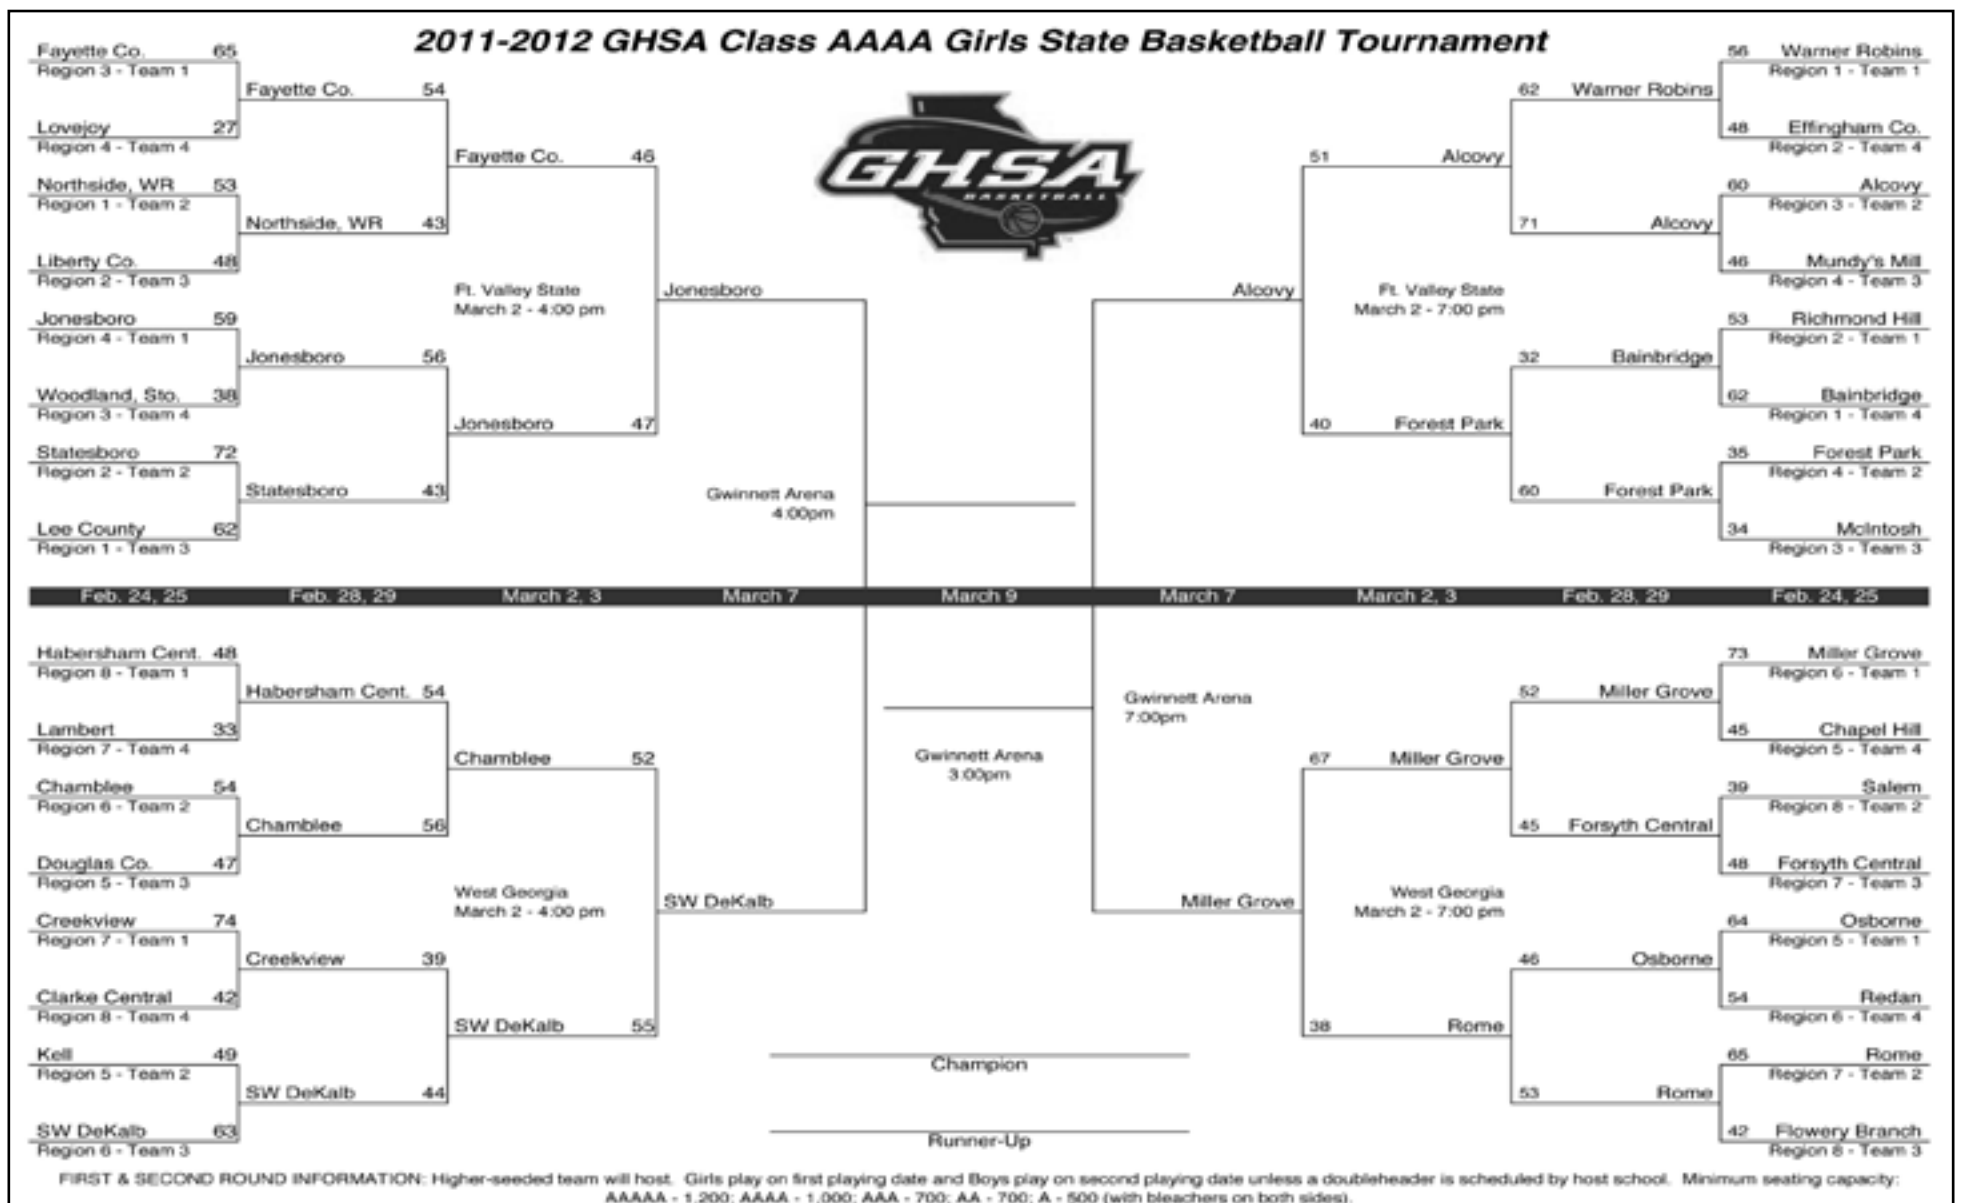 2011-2012 GHSA Class AAAA Girls State Basketball Tournament
GHSA
BASKETBALL
Fayette Co. 65
Region 3 - Team 1
Lovejoy 27
Region 4 - Team 4
Northside, WR 53
Region 1 - Team 2
Liberty Co. 48
Region 2 - Team 3
Jonesboro 59
Region 4 - Team 1
Woodland, Sto. 38
Region 3 - Team 4
Statesboro 72
Region 2 - Team 2
Lee County 62
Region 1 - Team 3
Fayette Co. 54
Northside, WR 43
Jonesboro 56
Statesboro 43
Fayette Co. 46
Ft. Valley State
March 2 - 4:00 pm
Jonesboro 47
Jonesboro
Gwinnett Arena
4:00pm
Alcovy
51 Alcovy
Ft. Valley State
March 2 - 7:00 pm
40 Forest Park
62 Warner Robins
71 Alcovy
32 Bainbridge
60 Forest Park
56 Warner Robins
Region 1 - Team 1
48 Effingham Co.
Region 2 - Team 4
60 Alcovy
Region 3 - Team 2
46 Mundy's Mill
Region 4 - Team 3
53 Richmond Hill
Region 2 - Team 1
62 Bainbridge
Region 1 - Team 4
35 Forest Park
Region 4 - Team 2
34 McIntosh
Region 3 - Team 3
Feb. 24, 25 Feb. 28, 29 March 2, 3 March 7 March 9 March 7 March 2, 3 Feb. 28, 29 Feb. 24, 25
Habersham Cent. 48
Region 8 - Team 1
Lambert 33
Region 7 - Team 4
Chamblee 54
Region 6 - Team 2
Douglas Co. 47
Region 5 - Team 3
Creekview 74
Region 7 - Team 1
Clarke Central 42
Region 8 - Team 4
Kell 49
Region 5 - Team 2
SW DeKalb 63
Region 6 - Team 3
Habersham Cent. 54
Chamblee 56
Creekview 39
SW DeKalb 44
Chamblee 52
West Georgia
March 2 - 4:00 pm
SW DeKalb 55
SW DeKalb
Gwinnett Arena
3:00pm
Gwinnett Arena
7:00pm
Miller Grove
67 Miller Grove
West Georgia
March 2 - 7:00 pm
38 Rome
52 Miller Grove
45 Forsyth Central
46 Osborne
53 Rome
73 Miller Grove
Region 6 - Team 1
45 Chapel Hill
Region 5 - Team 4
39 Salem
Region 8 - Team 2
48 Forsyth Central
Region 7 - Team 3
64 Osborne
Region 5 - Team 1
54 Redan
Region 6 - Team 4
65 Rome
Region 7 - Team 2
42 Flowery Branch
Region 8 - Team 3
Champion
Runner-Up
FIRST & SECOND ROUND INFORMATION: Higher-seeded team will host. Girls play on first playing date and Boys play on second playing date unless a doubleheader is scheduled by host school. Minimum seating capacity:
AAAAA - 1,200; AAAA - 1,000; AAA - 700; AA - 700; A - 500 (with bleachers on both sides).